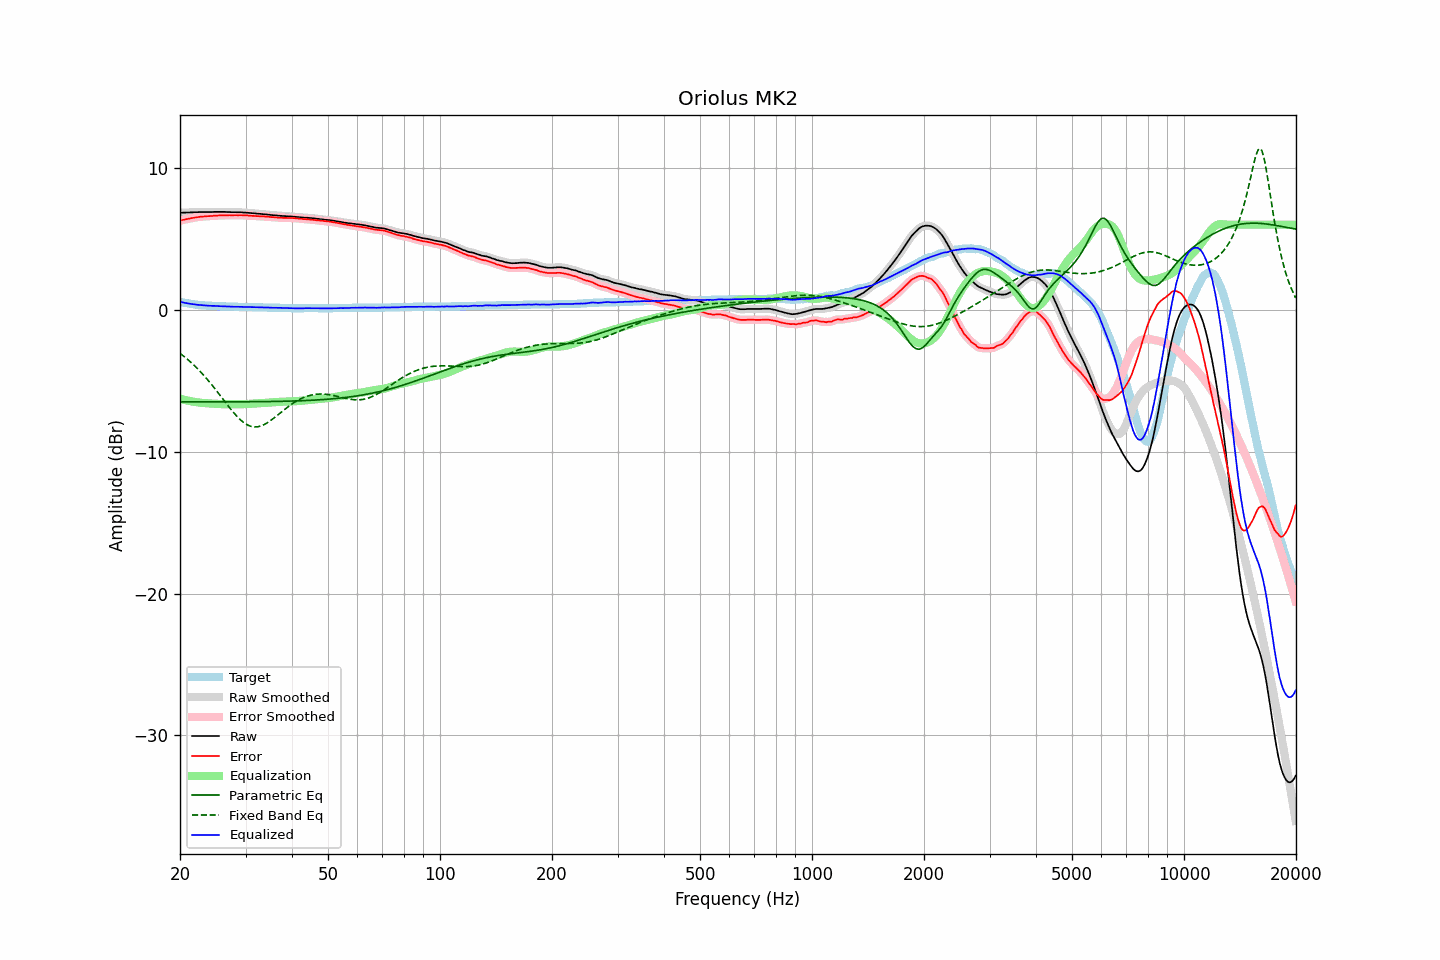 Oriolus MK2
Amplitude (dBr)
10
0
−10
−20
−30
Target
Raw Smoothed
Error Smoothed
Raw
Error
Equalization
Parametric Eq
Fixed Band Eq
Equalized
20 50 100 200 500 1000 2000 5000 10000 20000
Frequency (Hz)